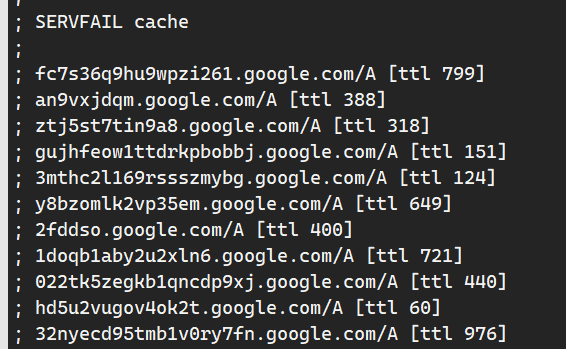 ; SERVFAIL cache
;
; fc7s36q9hu9wpzi261.google.com/A [ttl 799]
; an9vxjdqm.google.com/A [ttl 388]
; ztj5st7tin9a8.google.com/A [ttl 318]
; gujhfeow1ttdrkpbobbj.google.com/A [ttl 151]
; 3mthc2l169rssszmybg.google.com/A [ttl 124]
; y8bzomlk2vp35em.google.com/A [ttl 649]
; 2fddso.google.com/A [ttl 400]
; 1doqb1aby2u2xln6.google.com/A [ttl 721]
; 022tk5zegkb1qncdp9xj.google.com/A [ttl 440]
; hd5u2vugov4ok2t.google.com/A [ttl 60]
; 32nyecd95tmb1v0ry7fn.google.com/A [ttl 976]